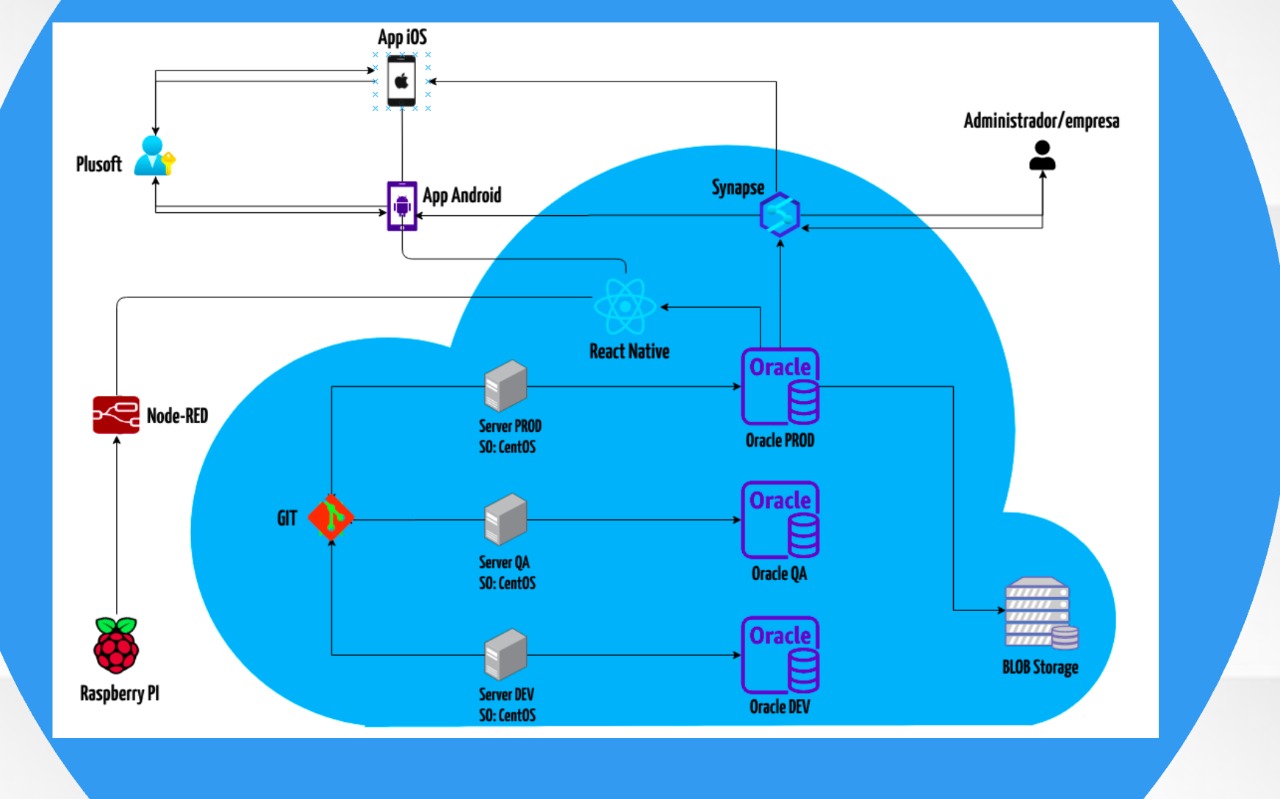 App iOS
Administrador/empresa
Plusoft
Synapse
App Android
React Native
Oracle
Node-RED
Server PROD
SO: CentOS
Oracle PROD
Oracle
GIT
Server QA
SO: CentOS
Oracle QA
Oracle
BLOB Storage
Raspberry PI
Server DEV
SO: CentOS
Oracle DEV